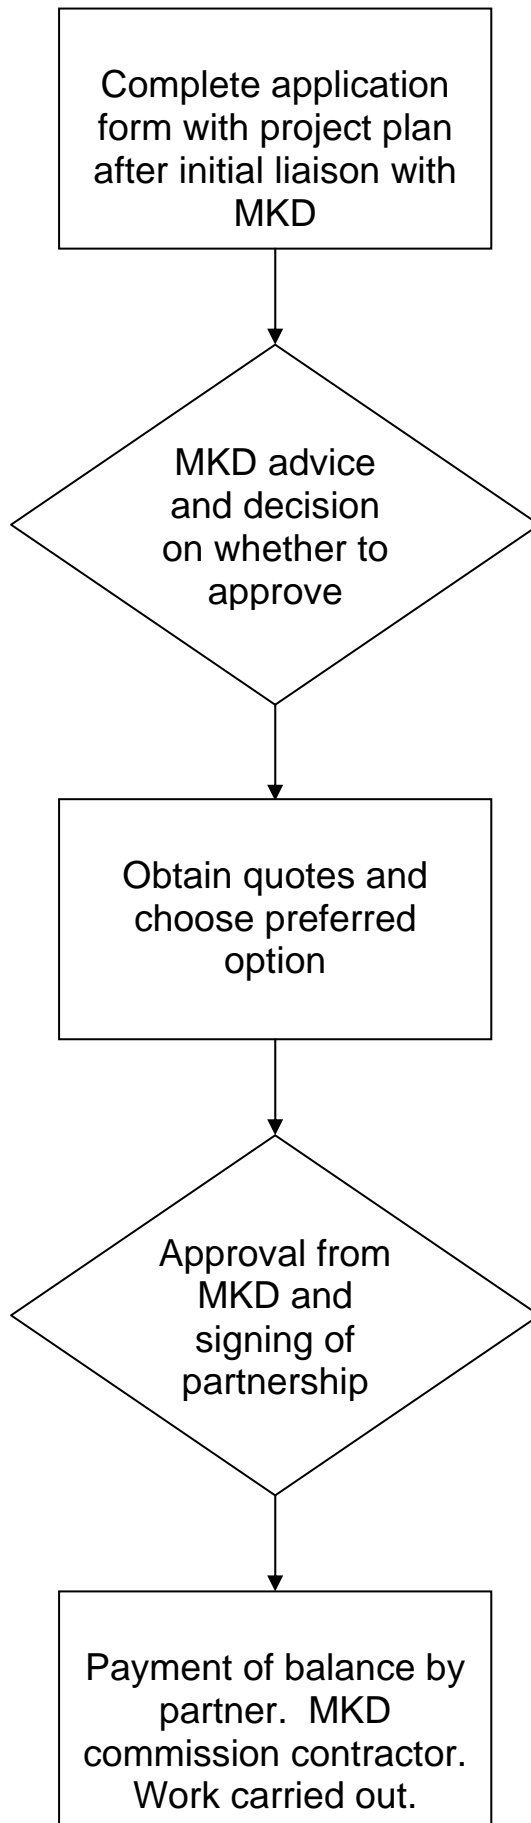 Complete application
form with project plan
after initial liaison with
MKD
MKD advice
and decision
on whether to
approve
Obtain quotes and
choose preferred
option
Approval from
MKD and
signing of
partnership
Payment of balance by
partner.  MKD
commission contractor.
Work carried out.